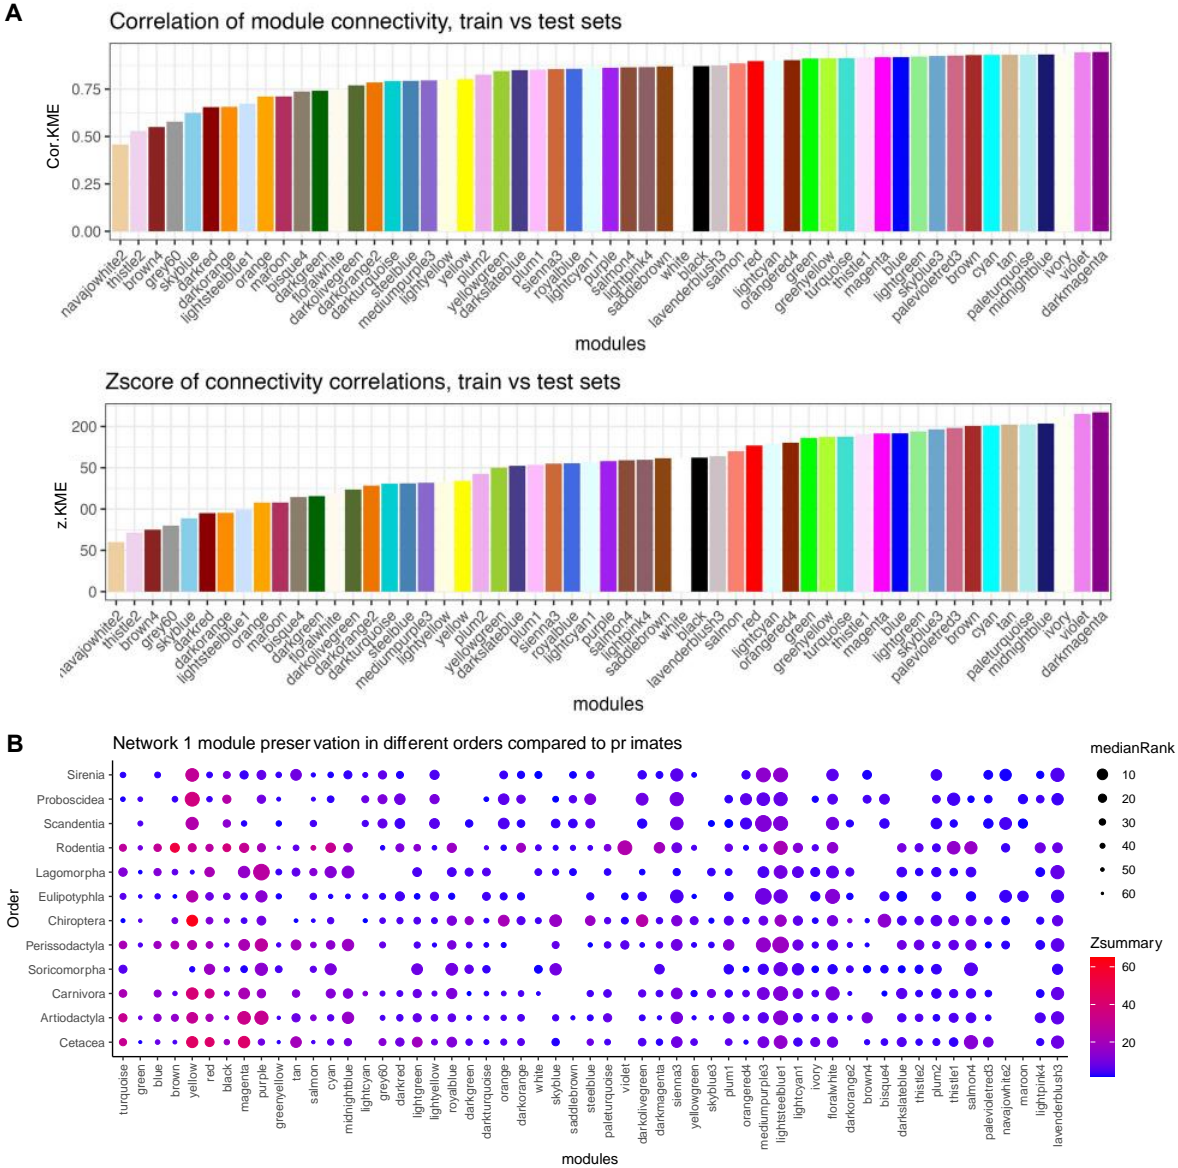 A
Correlation of module connectivity, train vs test sets
Cor.KME
0.75
0.50
0.25
0.00
navajowhite2
thistle2
brown4
grey60
skyblue
darkred
darkorange
lightsteelblue1
orange
maroon
bisque4
darkgreen
floralwhite
darkolivegreen
darkorange2
darkturquoise
steelblue
mediumpurple3
lightyellow
yellow
plum2
yellowgreen
darkslateblue
plum1
sienna3
royalblue
lightcyan1
purple
salmon4
lightpink4
saddlebrown
white
black
lavenderblush3
salmon
red
lightcyan
orangered4
green
greenyellow
turquoise
thistle1
magenta
blue
lightgreen
skyblue3
palevioletred3
brown
cyan
tan
paleturquoise
midnightblue
ivory
violet
darkmagenta
modules
Zscore of connectivity correlations, train vs test sets
z.KME
200
50
00
50
0
navajowhite2
thistle2
brown4
grey60
skyblue
darkred
darkorange
lightsteelblue1
orange
maroon
bisque4
darkgreen
floralwhite
darkolivegreen
darkorange2
darkturquoise
steelblue
mediumpurple3
lightyellow
yellow
plum2
yellowgreen
darkslateblue
plum1
sienna3
royalblue
lightcyan1
purple
salmon4
lightpink4
saddlebrown
white
black
lavenderblush3
salmon
red
lightcyan
orangered4
green
greenyellow
turquoise
thistle1
magenta
blue
lightgreen
skyblue3
palevioletred3
brown
cyan
tan
paleturquoise
midnightblue
ivory
violet
darkmagenta
modules
B
Network 1 module preservation in different orders compared to primates
Order
Sirenia
Proboscidea
Scandentia
Rodentia
Lagomorpha
Eulipotyphla
Chiroptera
Perissodactyla
Soricomorpha
Carnivora
Artiodactyla
Cetacea
turquoise
green
blue
brown
yellow
red
black
magenta
purple
greenyellow
tan
salmon
cyan
midnightblue
lightcyan
grey60
darkred
lightgreen
lightyellow
royalblue
darkgreen
darkturquoise
orange
darkorange
white
skyblue
saddlebrown
steelblue
paleturquoise
violet
darkolivegreen
darkmagenta
sienna3
yellowgreen
skyblue3
plum1
orangered4
mediumpurple3
lightsteelblue1
lightcyan1
ivory
floralwhite
darkorange2
brown4
bisque4
darkslateblue
thistle2
plum2
thistle1
salmon4
palevidetred3
navajowhite2
maroon
lightpink4
lavenderblush3
modules
medianRank
10
20
30
40
50
60
Zsummary
60
40
20